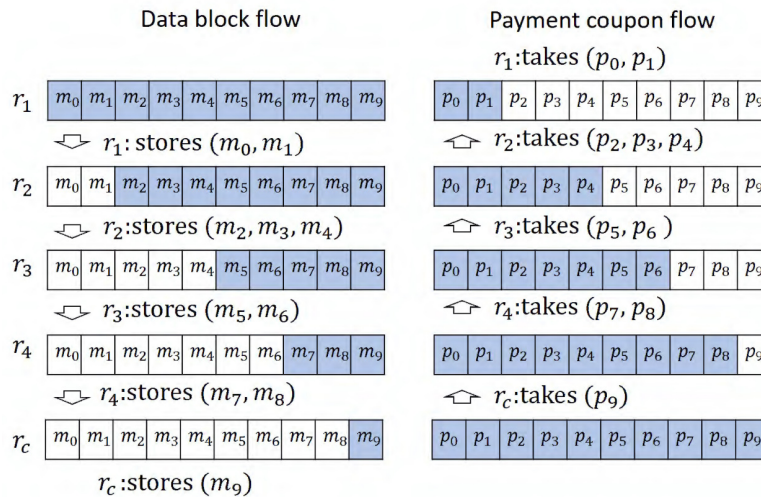 Data block flow
r₁ m₀ m₁ m₂ m₃ m₄ m₅ m₆ m₇ m₈ m₉
r₁: stores (m₀, m₁)
r₂ m₀ m₁ m₂ m₃ m₄ m₅ m₆ m₇ m₈ m₉
r₂:stores (m₂, m₃, m₄)
r₃ m₀ m₁ m₂ m₃ m₄ m₅ m₆ m₇ m₈ m₉
r₃:stores (m₅, m₆)
r₄ m₀ m₁ m₂ m₃ m₄ m₅ m₆ m₇ m₈ m₉
r₄:stores (m₇, m₈)
r_c m₀ m₁ m₂ m₃ m₄ m₅ m₆ m₇ m₈ m₉
r_c:stores (m₉)
Payment coupon flow
r₁:takes (p₀, p₁)
p₀ p₁ p₂ p₃ p₄ p₅ p₆ p₇ p₈ p₉
r₂:takes (p₂, p₃, p₄)
p₀ p₁ p₂ p₃ p₄ p₅ p₆ p₇ p₈ p₉
r₃:takes (p₅, p₆ )
p₀ p₁ p₂ p₃ p₄ p₅ p₆ p₇ p₈ p₉
r₄:takes (p₇, p₈)
p₀ p₁ p₂ p₃ p₄ p₅ p₆ p₇ p₈ p₉
r_c:takes (p₉)
p₀ p₁ p₂ p₃ p₄ p₅ p₆ p₇ p₈ p₉